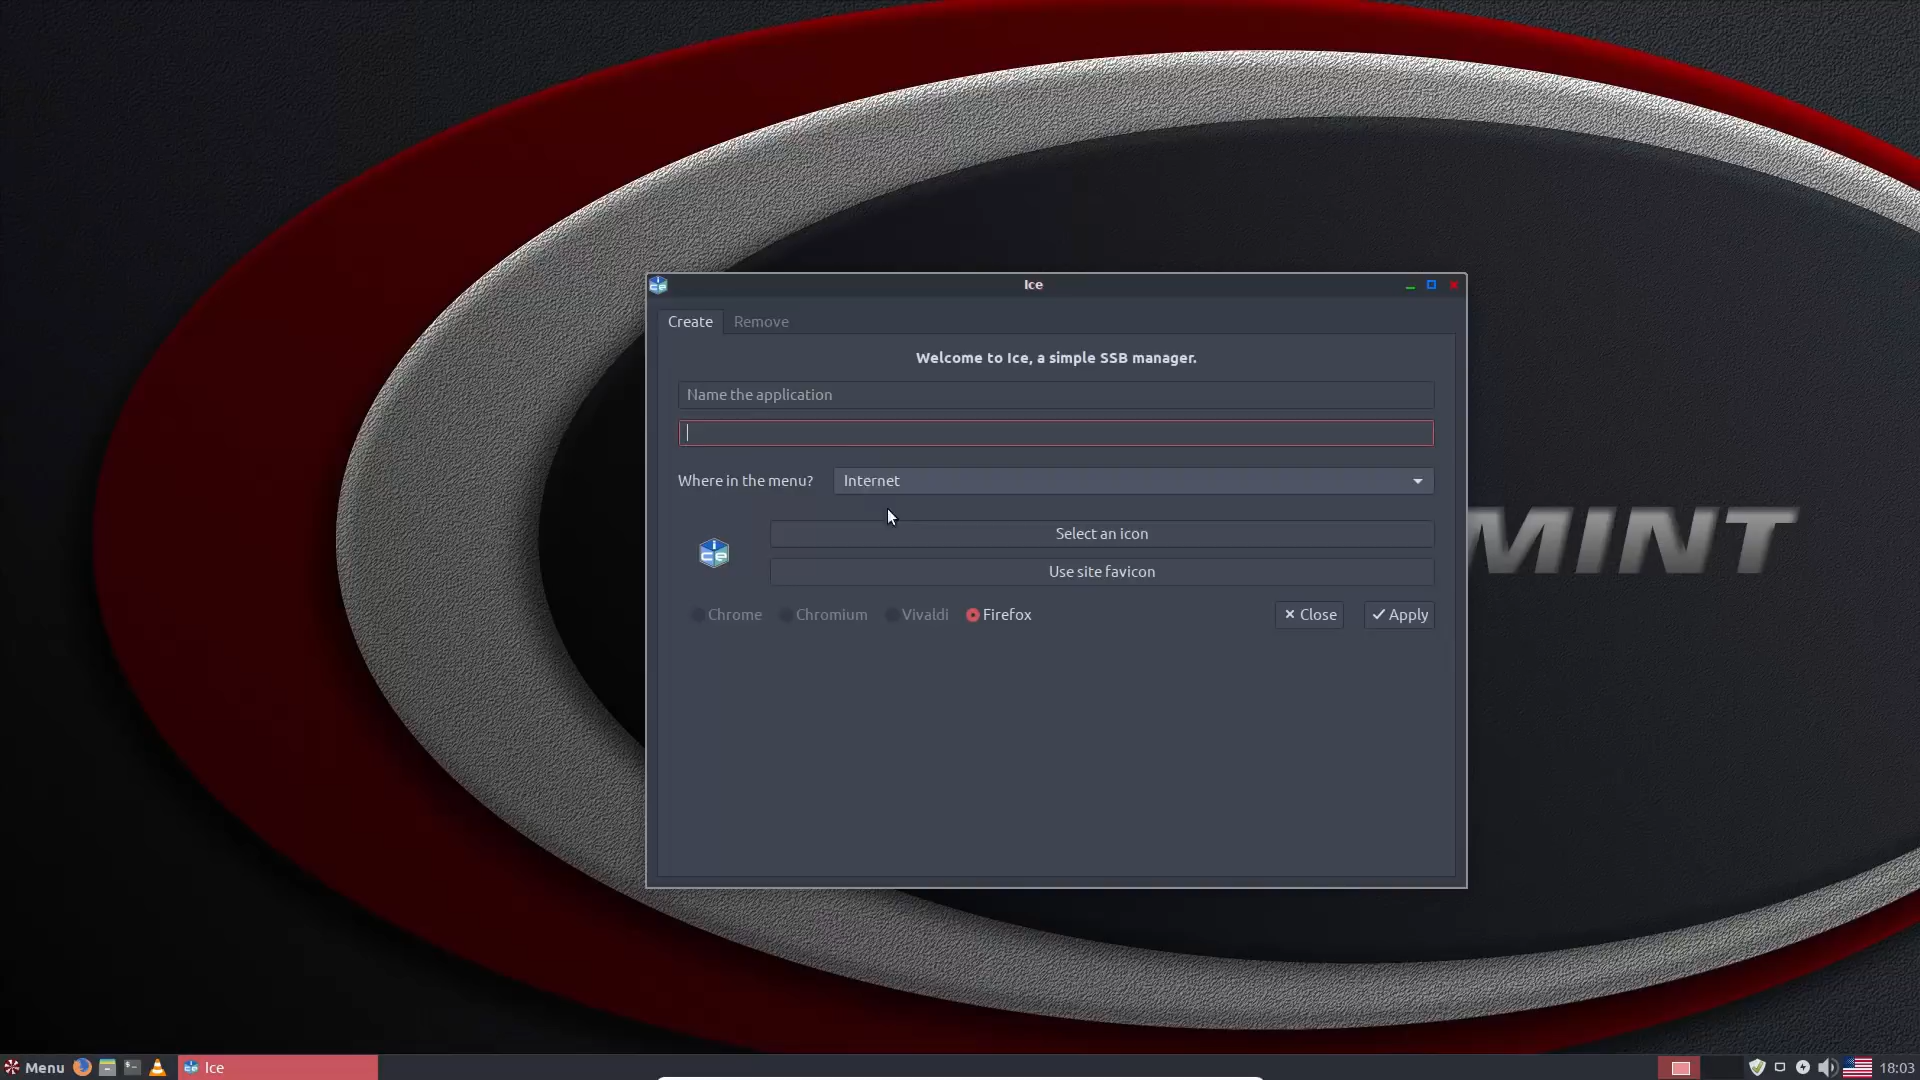 Ice
Create Remove
Welcome to Ice, a simple SSB manager.
Name the application
Where in the menu? Internet
Select an icon
Use site favicon
Chrome Chromium Vivaldi Firefox Close Apply
MINT
Menu Ice 18:03